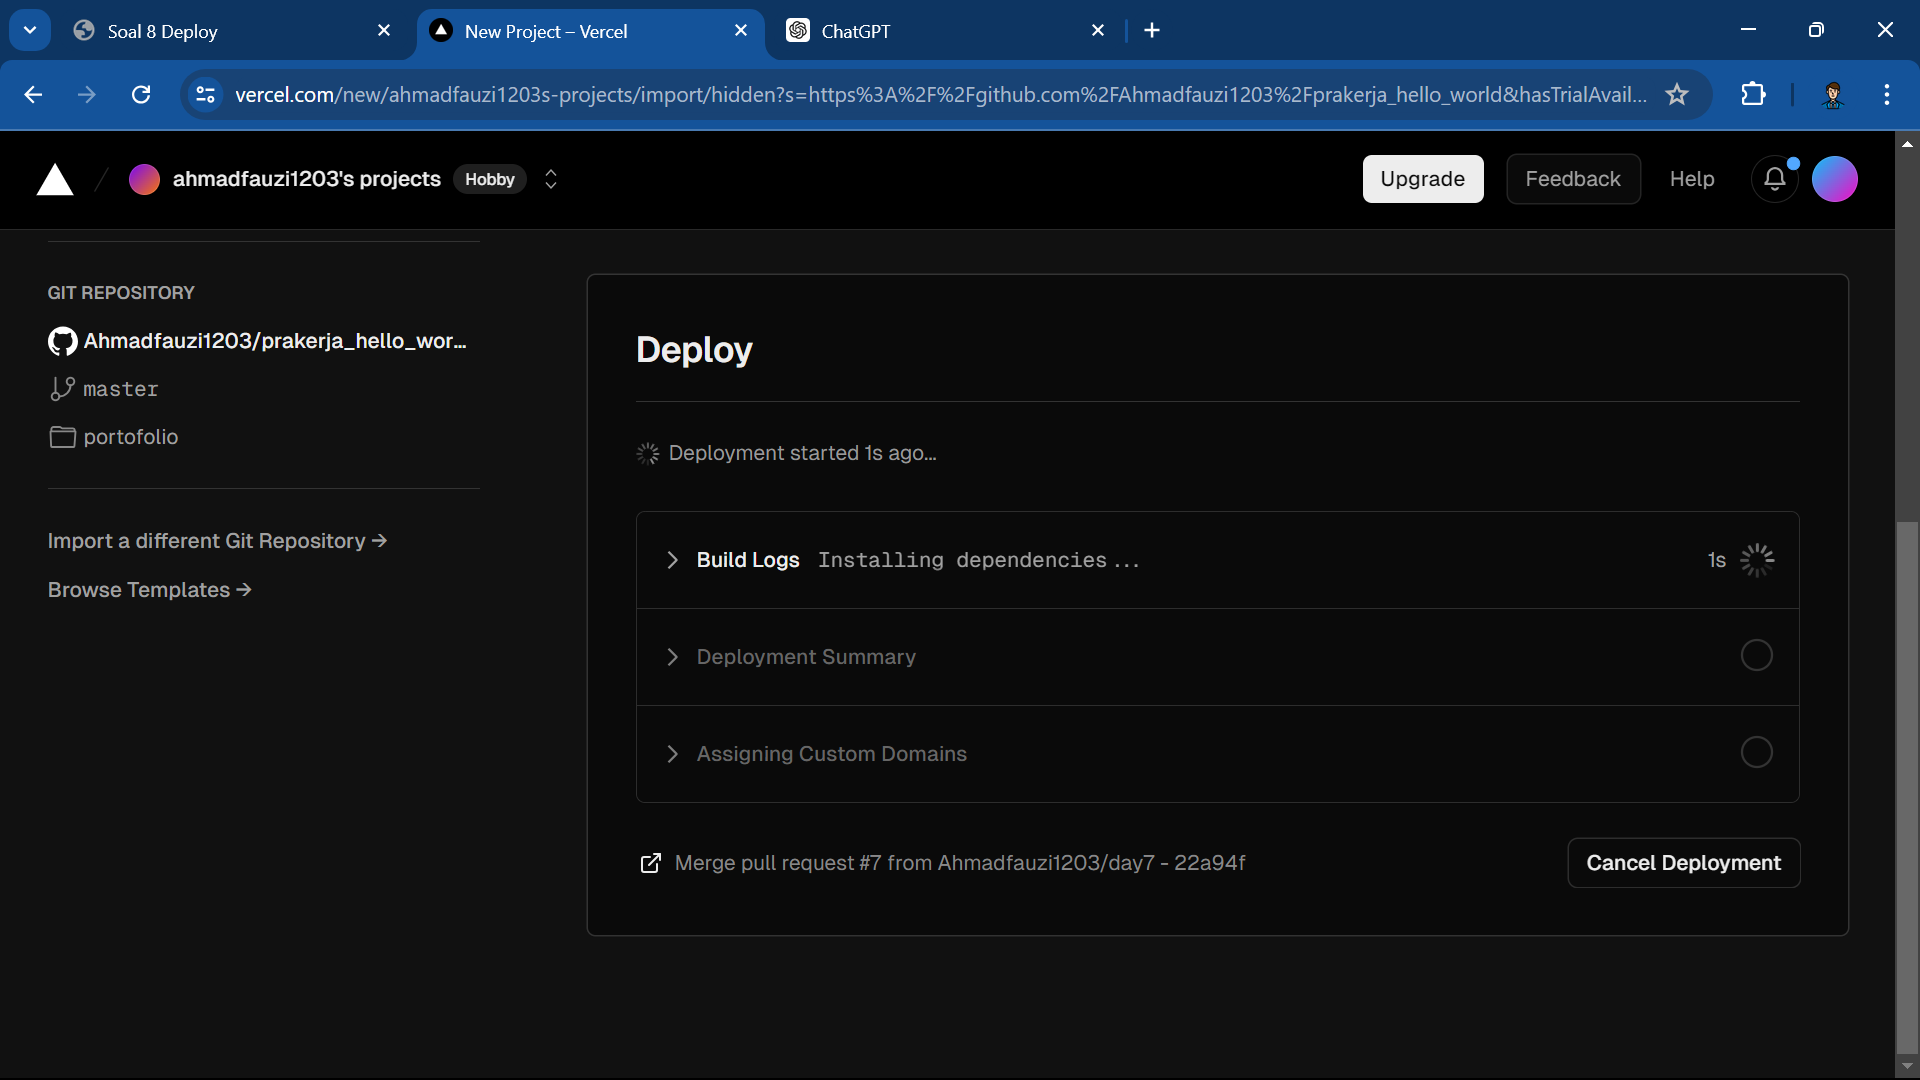 Soal 8 Deploy
New Project – Vercel
ChatGPT
vercel.com/new/ahmadfauzi1203s-projects/import/hidden?s=https%3A%2F%2Fgithub.com%2FAhmadfauzi1203%2Fprakerja_hello_world&hasTrialAvail...
ahmadfauzi1203's projects
Hobby
Upgrade
Feedback
Help
GIT REPOSITORY
Ahmadfauzi1203/prakerja_hello_wor...
master
portofolio
Import a different Git Repository →
Browse Templates →
Deploy
Deployment started 1s ago...
Build Logs Installing dependencies... 1s
Deployment Summary
Assigning Custom Domains
Merge pull request #7 from Ahmadfauzi1203/day7 - 22a94f
Cancel Deployment